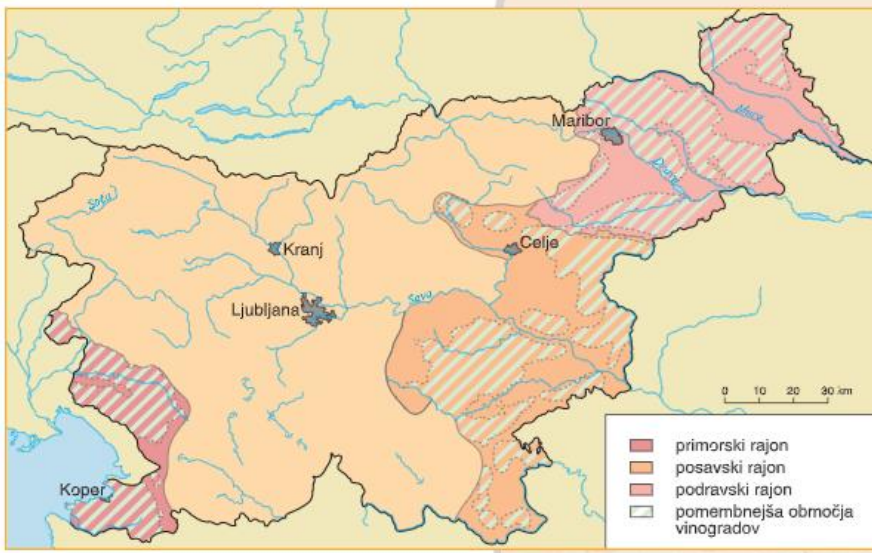 Mura
Maribor
Drava
Soča
Kranj
Celje
Ljubljana
Sava
0 10 20 30 km
Koper
primorski rajon
posavski rajon
podravski rajon
pomembnejša območja
vinogradov